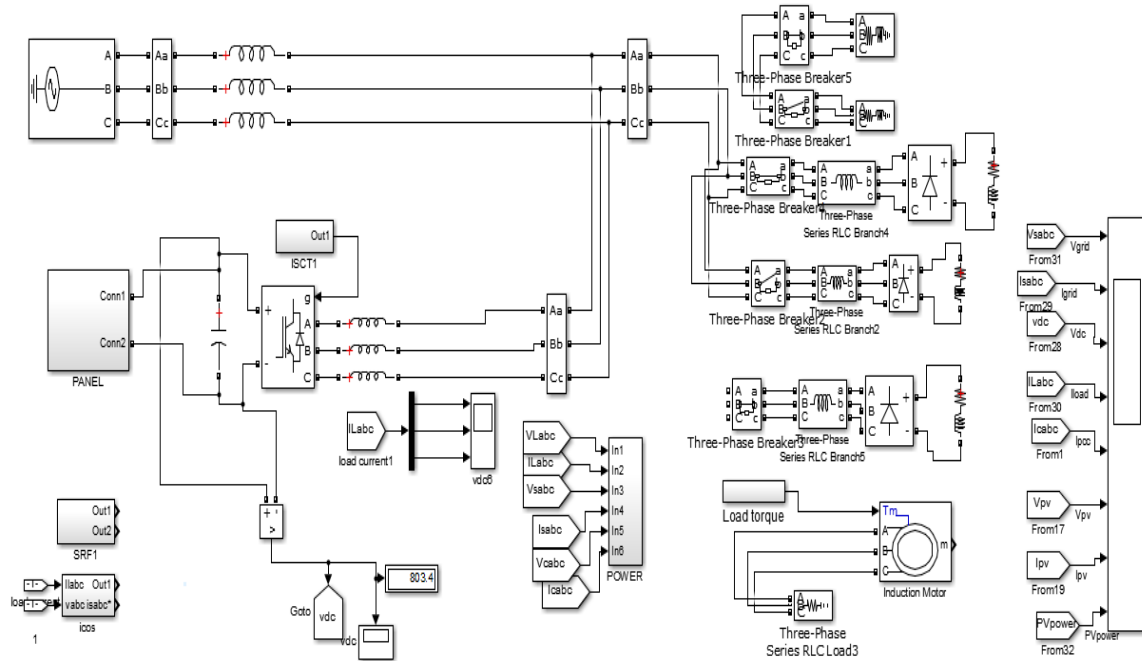 A
B
C
Aa
Bb
Cc
Aa
Bb
Cc
A
B
C
a
b
c
A
B
C
Three-Phase Breaker5
A
B
C
a
b
c
A
B
C
Three-Phase Breaker1
A
B
C
a
b
c
A
B
C
a
b
c
A
B
C
+
-
Three-Phase
Series RLC Branch4
Out1
ISCT1
PANEL
Conn1
Conn2
+
-
g
A
B
C
Aa
Bb
Cc
A
B
C
a
b
c
Three-Phase Breaker2
A
B
C
a
b
c
Three-Phase
Series RLC Branch2
A
B
C
+
-
a
b
c
Three-Phase Breaker3
A
B
C
a
b
c
Three-Phase
Series RLC Branch5
A
B
C
+
-
ILabc
load current1
vdc6
VLabc
ILabc
Vsabc
Isabc
Vcabc
Icabc
In1
In2
In3
In4
In5
In6
POWER
Load torque
Tm
A
B
C
m
Induction Motor
A
B
C
Three-Phase
Series RLC Load3
Out1
Out2
SRF1
-1-
-1-
Out1
vabc isabc*
icos
1
+
-
v
803.4
Goto
vdc
vdc
Vsabc
From31
Vgrid
Isabc
From29
Igrid
vdc
From28
Vdc
ILabc
From30
Iload
Icabc
From1
Ipcc
Vpv
From17
Vpv
Ipv
From19
Ipv
PVpower
From32
PVpower